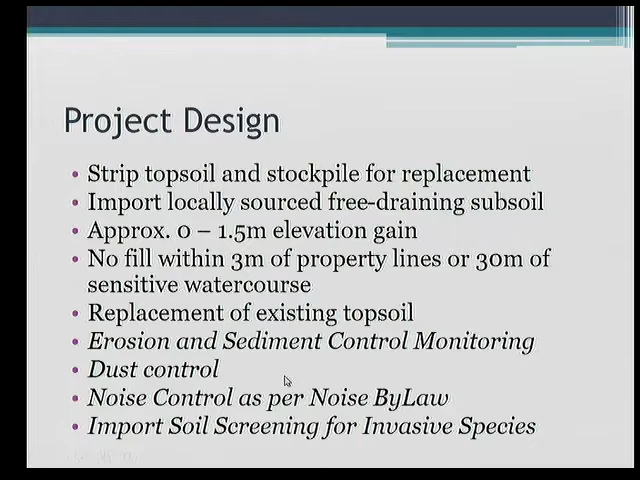 Project Design
• Strip topsoil and stockpile for replacement
• Import locally sourced free-draining subsoil
• Approx. 0 – 1.5m elevation gain
• No fill within 3m of property lines or 30m of
sensitive watercourse
• Replacement of existing topsoil
• Erosion and Sediment Control Monitoring
• Dust control
• Noise Control as per Noise ByLaw
• Import Soil Screening for Invasive Species